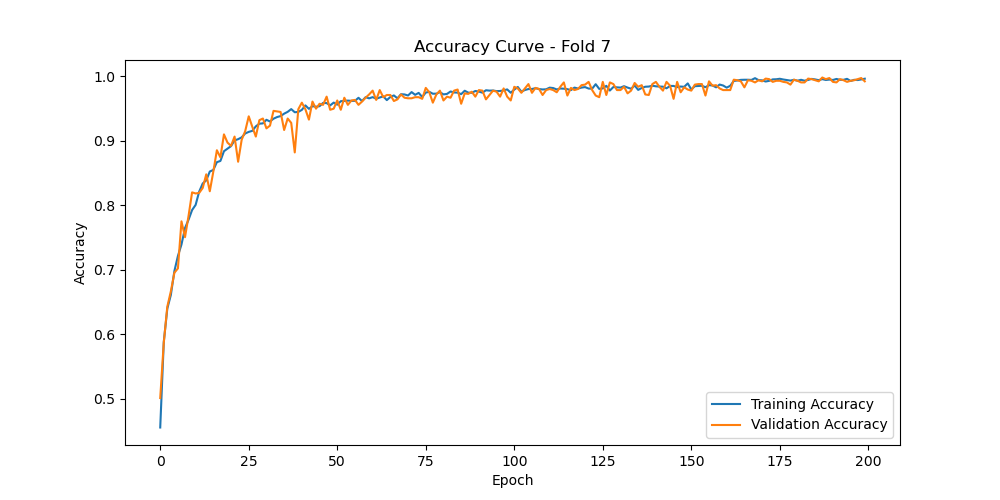 Accuracy Curve - Fold 7
1.0
0.9
0.8
0.7
0.6
0.5
Accuracy
0 25 50 75 100 125 150 175 200
Epoch
Training Accuracy
Validation Accuracy